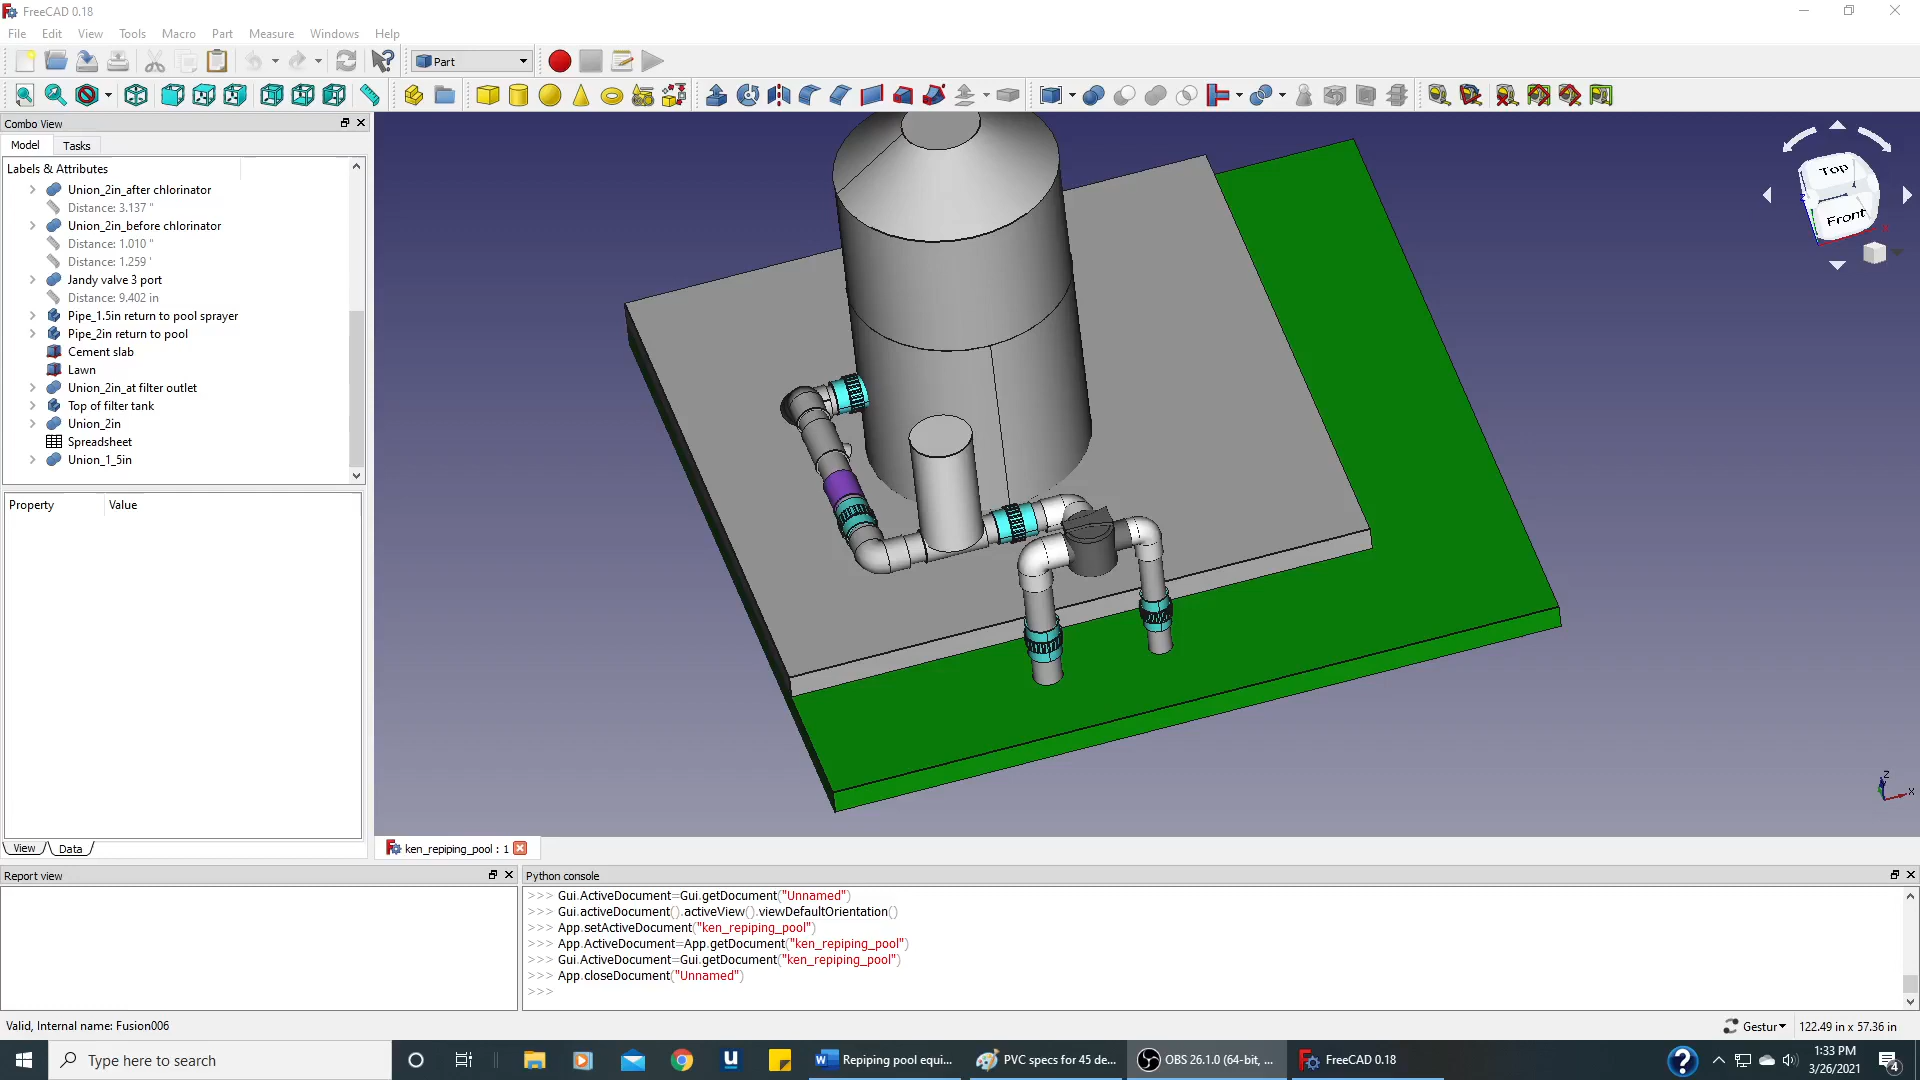 FreeCAD 0.18
File Edit View Tools Macro Part Measure Windows Help
Part
Combo View
Model Tasks
Labels & Attributes
Union_2in_after chlorinator
Distance: 3.137 "
Union_2in_before chlorinator
Distance: 1.010 "
Distance: 1.259 '
Jandy valve 3 port
Distance: 9.402 in
Pipe_1.5in return to pool sprayer
Pipe_2in return to pool
Cement slab
Lawn
Union_2in_at filter outlet
Top of filter tank
Union_2in
Spreadsheet
Union_1_5in
Property Value
View Data
Top
Front
Z
X
ken_repiping_pool : 1
Report view
Python console
>>> Gui.ActiveDocument=Gui.getDocument("Unnamed")
>>> Gui.activeDocument().activeView().viewDefaultOrientation()
>>> App.setActiveDocument("ken_repiping_pool")
>>> App.ActiveDocument=App.getDocument("ken_repiping_pool")
>>> Gui.ActiveDocument=Gui.getDocument("ken_repiping_pool")
>>> App.closeDocument("Unnamed")
>>>
Valid, Internal name: Fusion006
Gestur
122.49 in x 57.36 in
Type here to search
Repiping pool equi...
PVC specs for 45 de...
OBS 26.1.0 (64-bit, ...
FreeCAD 0.18
1:33 PM
3/26/2021
4